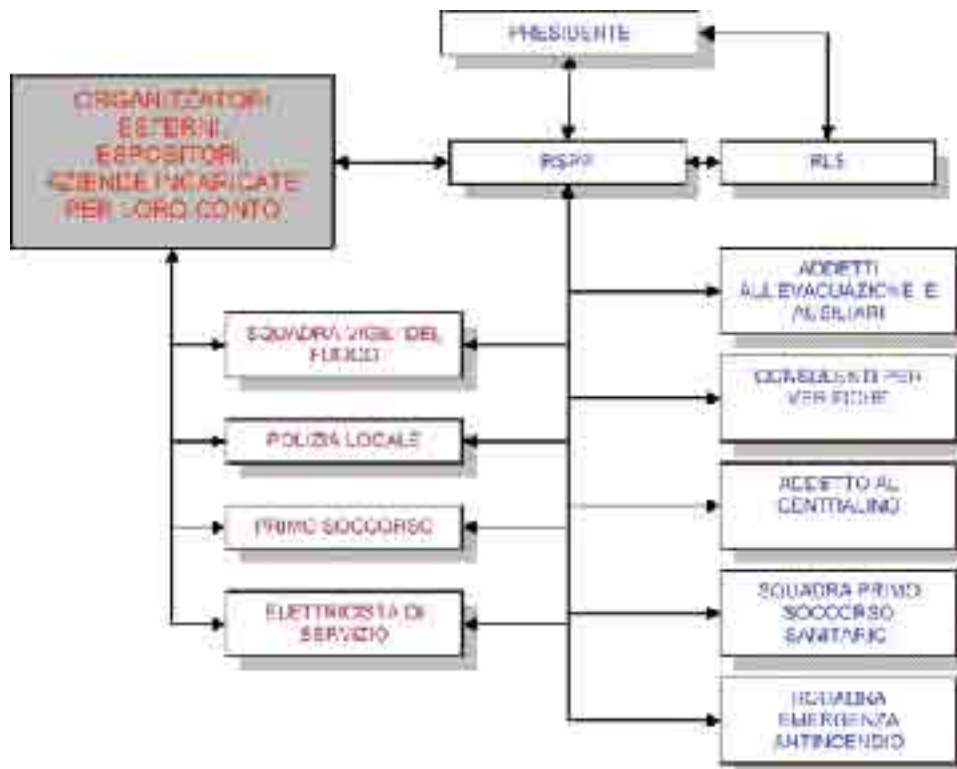 PRESIDENTE
ORGANIZZATORI
ESTERNI,
ESPOSITORI,
AZIENDE INCARICATE
PER LORO CONTO
RSPP
RLS
ADDETTI
ALL'EVACUAZIONE E
AUSILIARI
SQUADRA VIGILI DEL
FUOCO
CONSULENTI PER
VERIFICHE
POLIZIA LOCALE
ADDETTO AL
CENTRALINO
PRIMO SOCCORSO
SQUADRA PRIMO
SOCCORSO
SANITARIO
ELETTRICISTA DI
SERVIZIO
SQUADRA
EMERGENZA
ANTINCENDIO